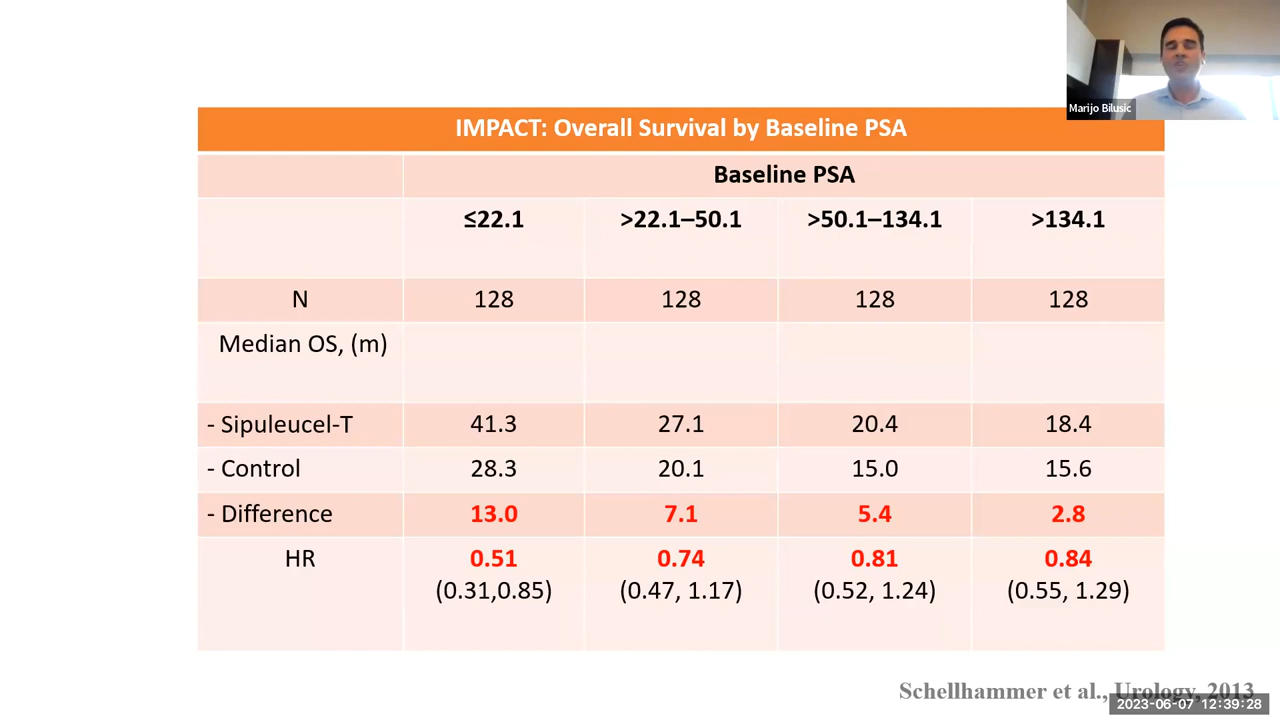 Marijo Bilusic
IMPACT: Overall Survival by Baseline PSA
Baseline PSA
≤22.1 >22.1–50.1 >50.1–134.1 >134.1
N 128 128 128 128
Median OS, (m)
- Sipuleucel-T 41.3 27.1 20.4 18.4
- Control 28.3 20.1 15.0 15.6
- Difference 13.0 7.1 5.4 2.8
HR 0.51 0.74 0.81 0.84
(0.31,0.85) (0.47, 1.17) (0.52, 1.24) (0.55, 1.29)
Schellhammer et al., Urology, 2013
2023-06-07 12:39:28